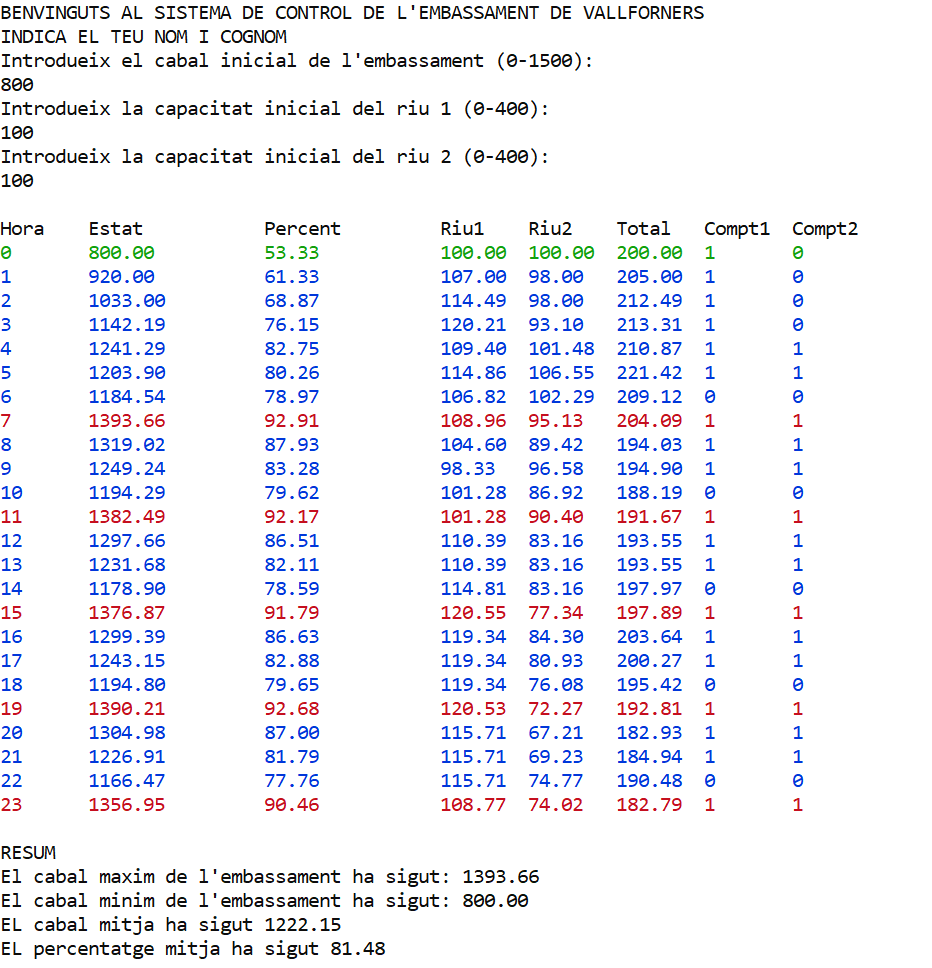 BENVINGUTS AL SISTEMA DE CONTROL DE L'EMBASSAMENT DE VALLFORNERS
INDICA EL TEU NOM I COGNOM
Introdueix el cabal inicial de l'embassament (0-1500):
800
Introdueix la capacitat inicial del riu 1 (0-400):
100
Introdueix la capacitat inicial del riu 2 (0-400):
100
Hora Estat Percent Riu1 Riu2 Total Compt1 Compt2
0 800.00 53.33 100.00 100.00 200.00 1 0
1 920.00 61.33 107.00 98.00 205.00 1 0
2 1033.00 68.87 114.49 98.00 212.49 1 0
3 1142.19 76.15 120.21 93.10 213.31 1 0
4 1241.29 82.75 109.40 101.48 210.87 1 1
5 1203.90 80.26 114.86 106.55 221.42 1 1
6 1184.54 78.97 106.82 102.29 209.12 0 0
7 1393.66 92.91 108.96 95.13 204.09 1 1
8 1319.02 87.93 104.60 89.42 194.03 1 1
9 1249.24 83.28 98.33 96.58 194.90 1 1
10 1194.29 79.62 101.28 86.92 188.19 0 0
11 1382.49 92.17 101.28 90.40 191.67 1 1
12 1297.66 86.51 110.39 83.16 193.55 1 1
13 1231.68 82.11 110.39 83.16 193.55 1 1
14 1178.90 78.59 114.81 83.16 197.97 0 0
15 1376.87 91.79 120.55 77.34 197.89 1 1
16 1299.39 86.63 119.34 84.30 203.64 1 1
17 1243.15 82.88 119.34 80.93 200.27 1 1
18 1194.80 79.65 119.34 76.08 195.42 0 0
19 1390.21 92.68 120.53 72.27 192.81 1 1
20 1304.98 87.00 115.71 67.21 182.93 1 1
21 1226.91 81.79 115.71 69.23 184.94 1 1
22 1166.47 77.76 115.71 74.77 190.48 0 0
23 1356.95 90.46 108.77 74.02 182.79 1 1
RESUM
El cabal maxim de l'embassament ha sigut: 1393.66
El cabal minim de l'embassament ha sigut: 800.00
EL cabal mitja ha sigut 1222.15
EL percentatge mitja ha sigut 81.48